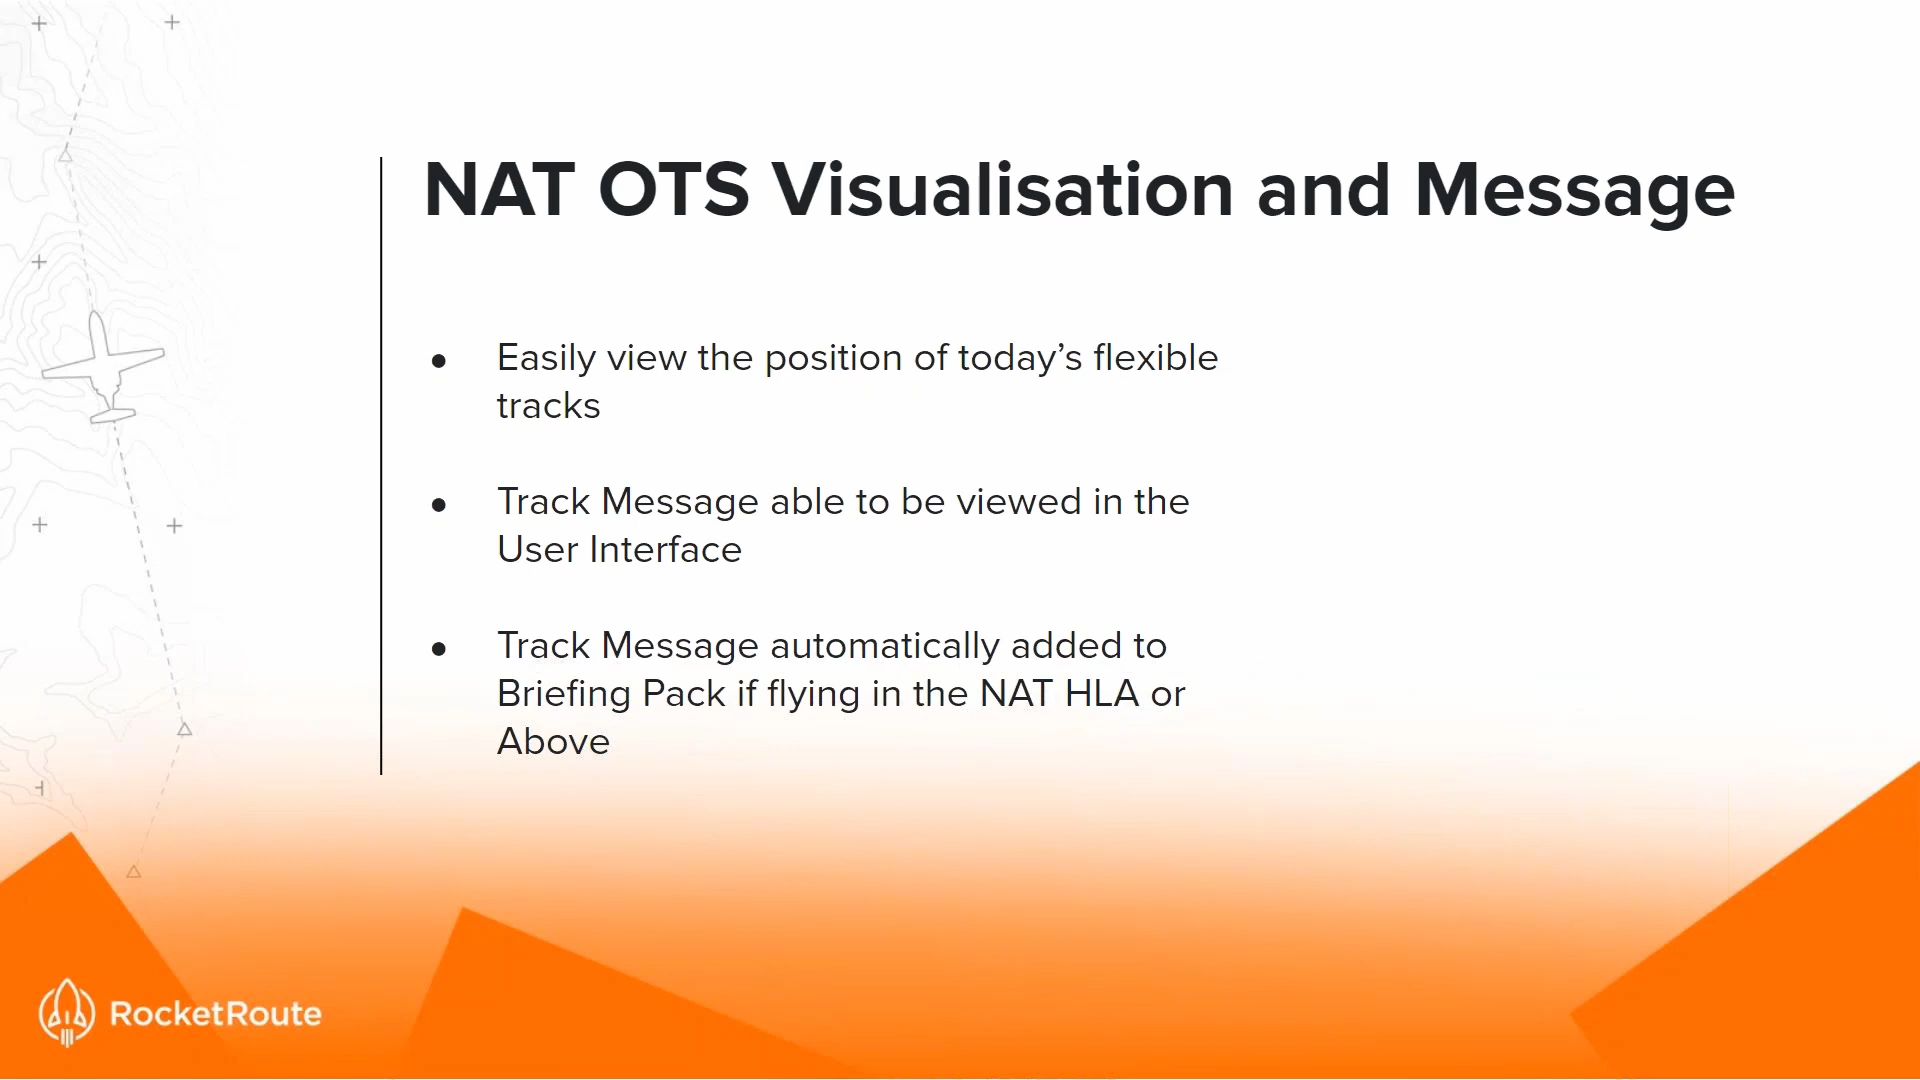 NAT OTS Visualisation and Message
● Easily view the position of today’s flexible
tracks
● Track Message able to be viewed in the
User Interface
● Track Message automatically added to
Briefing Pack if flying in the NAT HLA or
Above
RocketRoute